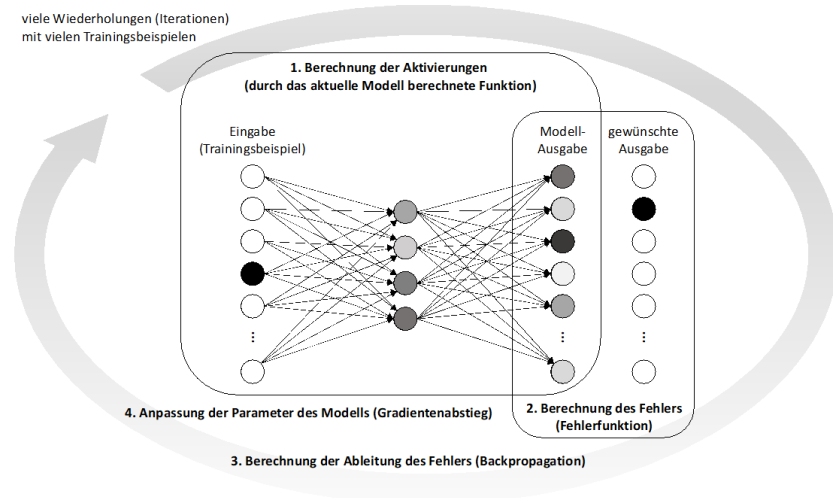 viele Wiederholungen (Iterationen)
mit vielen Trainingsbeispielen
1. Berechnung der Aktivierungen
(durch das aktuelle Modell berechnete Funktion)
Eingabe
(Trainingsbeispiel)
Modell-
Ausgabe
gewünschte
Ausgabe
4. Anpassung der Parameter des Modells (Gradientenabstieg)
2. Berechnung des Fehlers
(Fehlerfunktion)
3. Berechnung der Ableitung des Fehlers (Backpropagation)